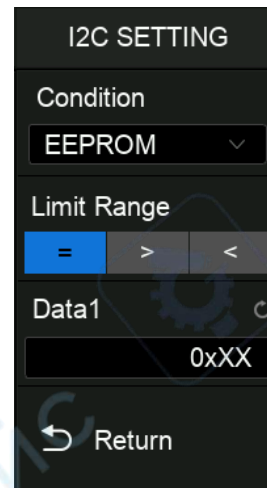 I2C SETTING
Condition
EEPROM
Limit Range
= > <
Data1
0xXX
Return